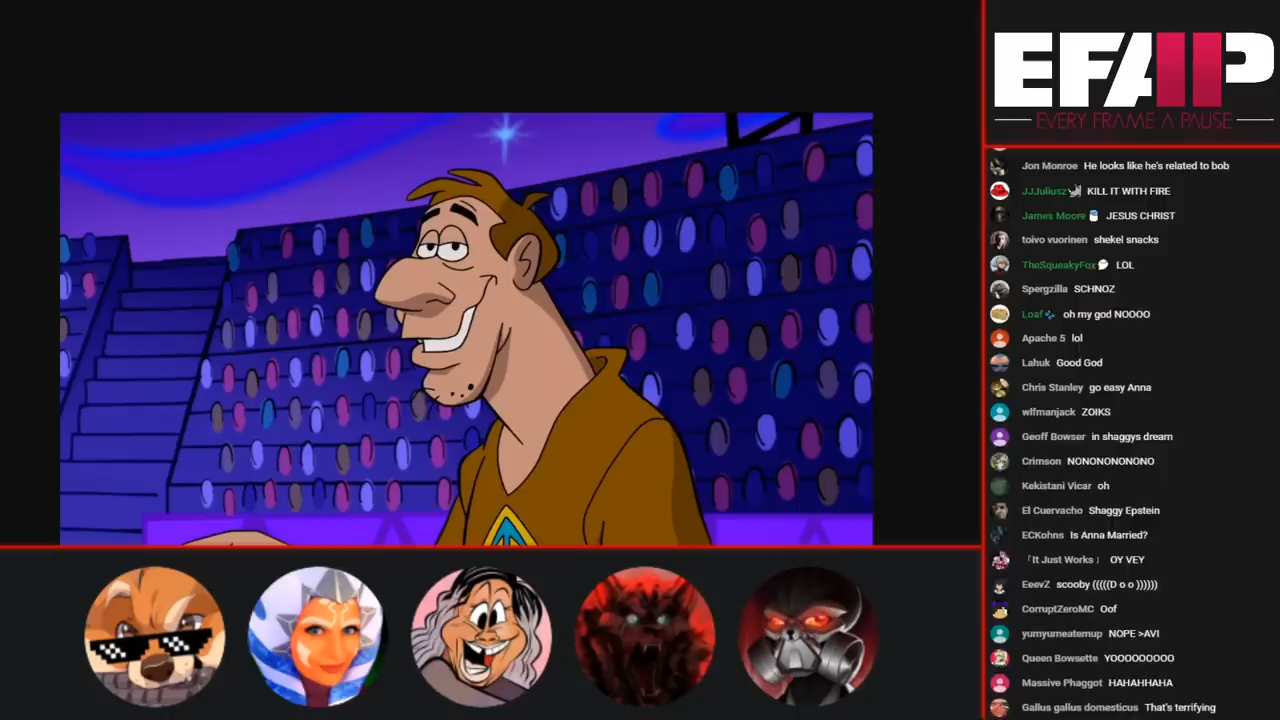 EFAP
EVERY FRAME A PAUSE
Jon Monroe He looks like he's related to bob
JJJuliusz KILL IT WITH FIRE
James Moore JESUS CHRIST
toivo vuorinen shekel snacks
TheSqueakyFox LOL
Spergzilla SCHNOZ
Loaf oh my god NOOOO
Apache 5 lol
Lahuk Good God
Chris Stanley go easy Anna
wlfmanjack ZOIKS
Geoff Bowser in shaggys dream
Crimson NONONONONONO
Kekistani Vicar oh
El Cuervacho Shaggy Epstein
ECKohns Is Anna Married?
「It Just Works」 OY VEY
EeevZ scooby (((((D o o ))))))
CorruptZeroMC Oof
yumyumeatemup NOPE >AVI
Queen Bowsette YOOOOOOOOO
Massive Phaggot HAHAHHAHA
Gallus gallus domesticus That's terrifying